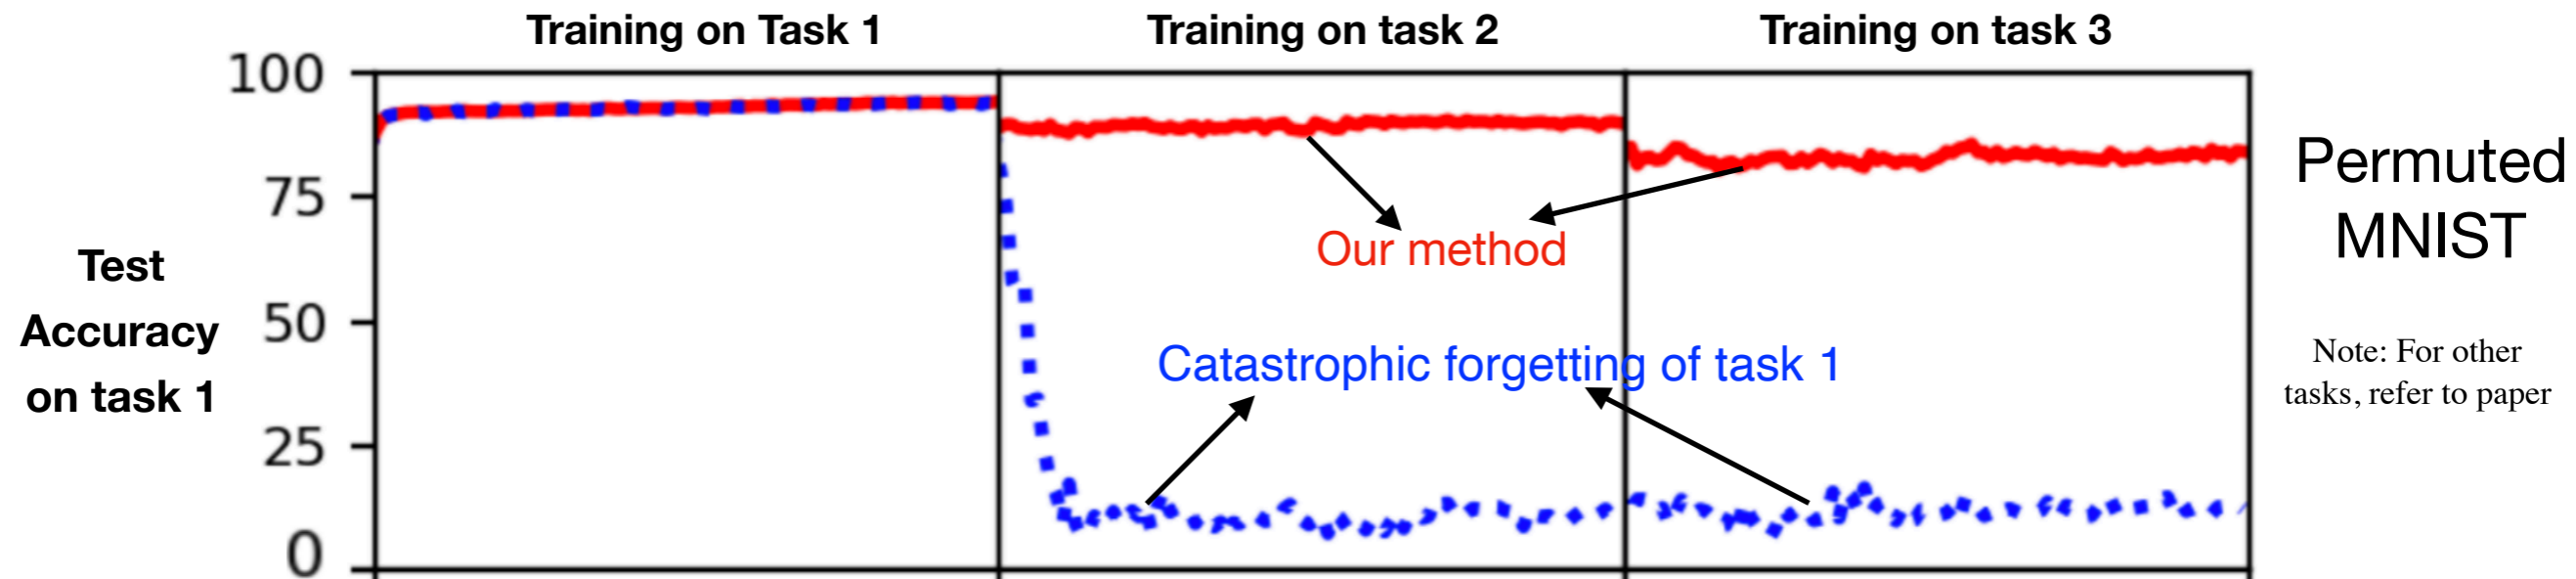 Training on Task 1
Training on task 2
Training on task 3
100
75
50
25
0
Test
Accuracy
on task 1
Our method
Catastrophic forgetting of task 1
Permuted
MNIST
Note: For other
tasks, refer to paper